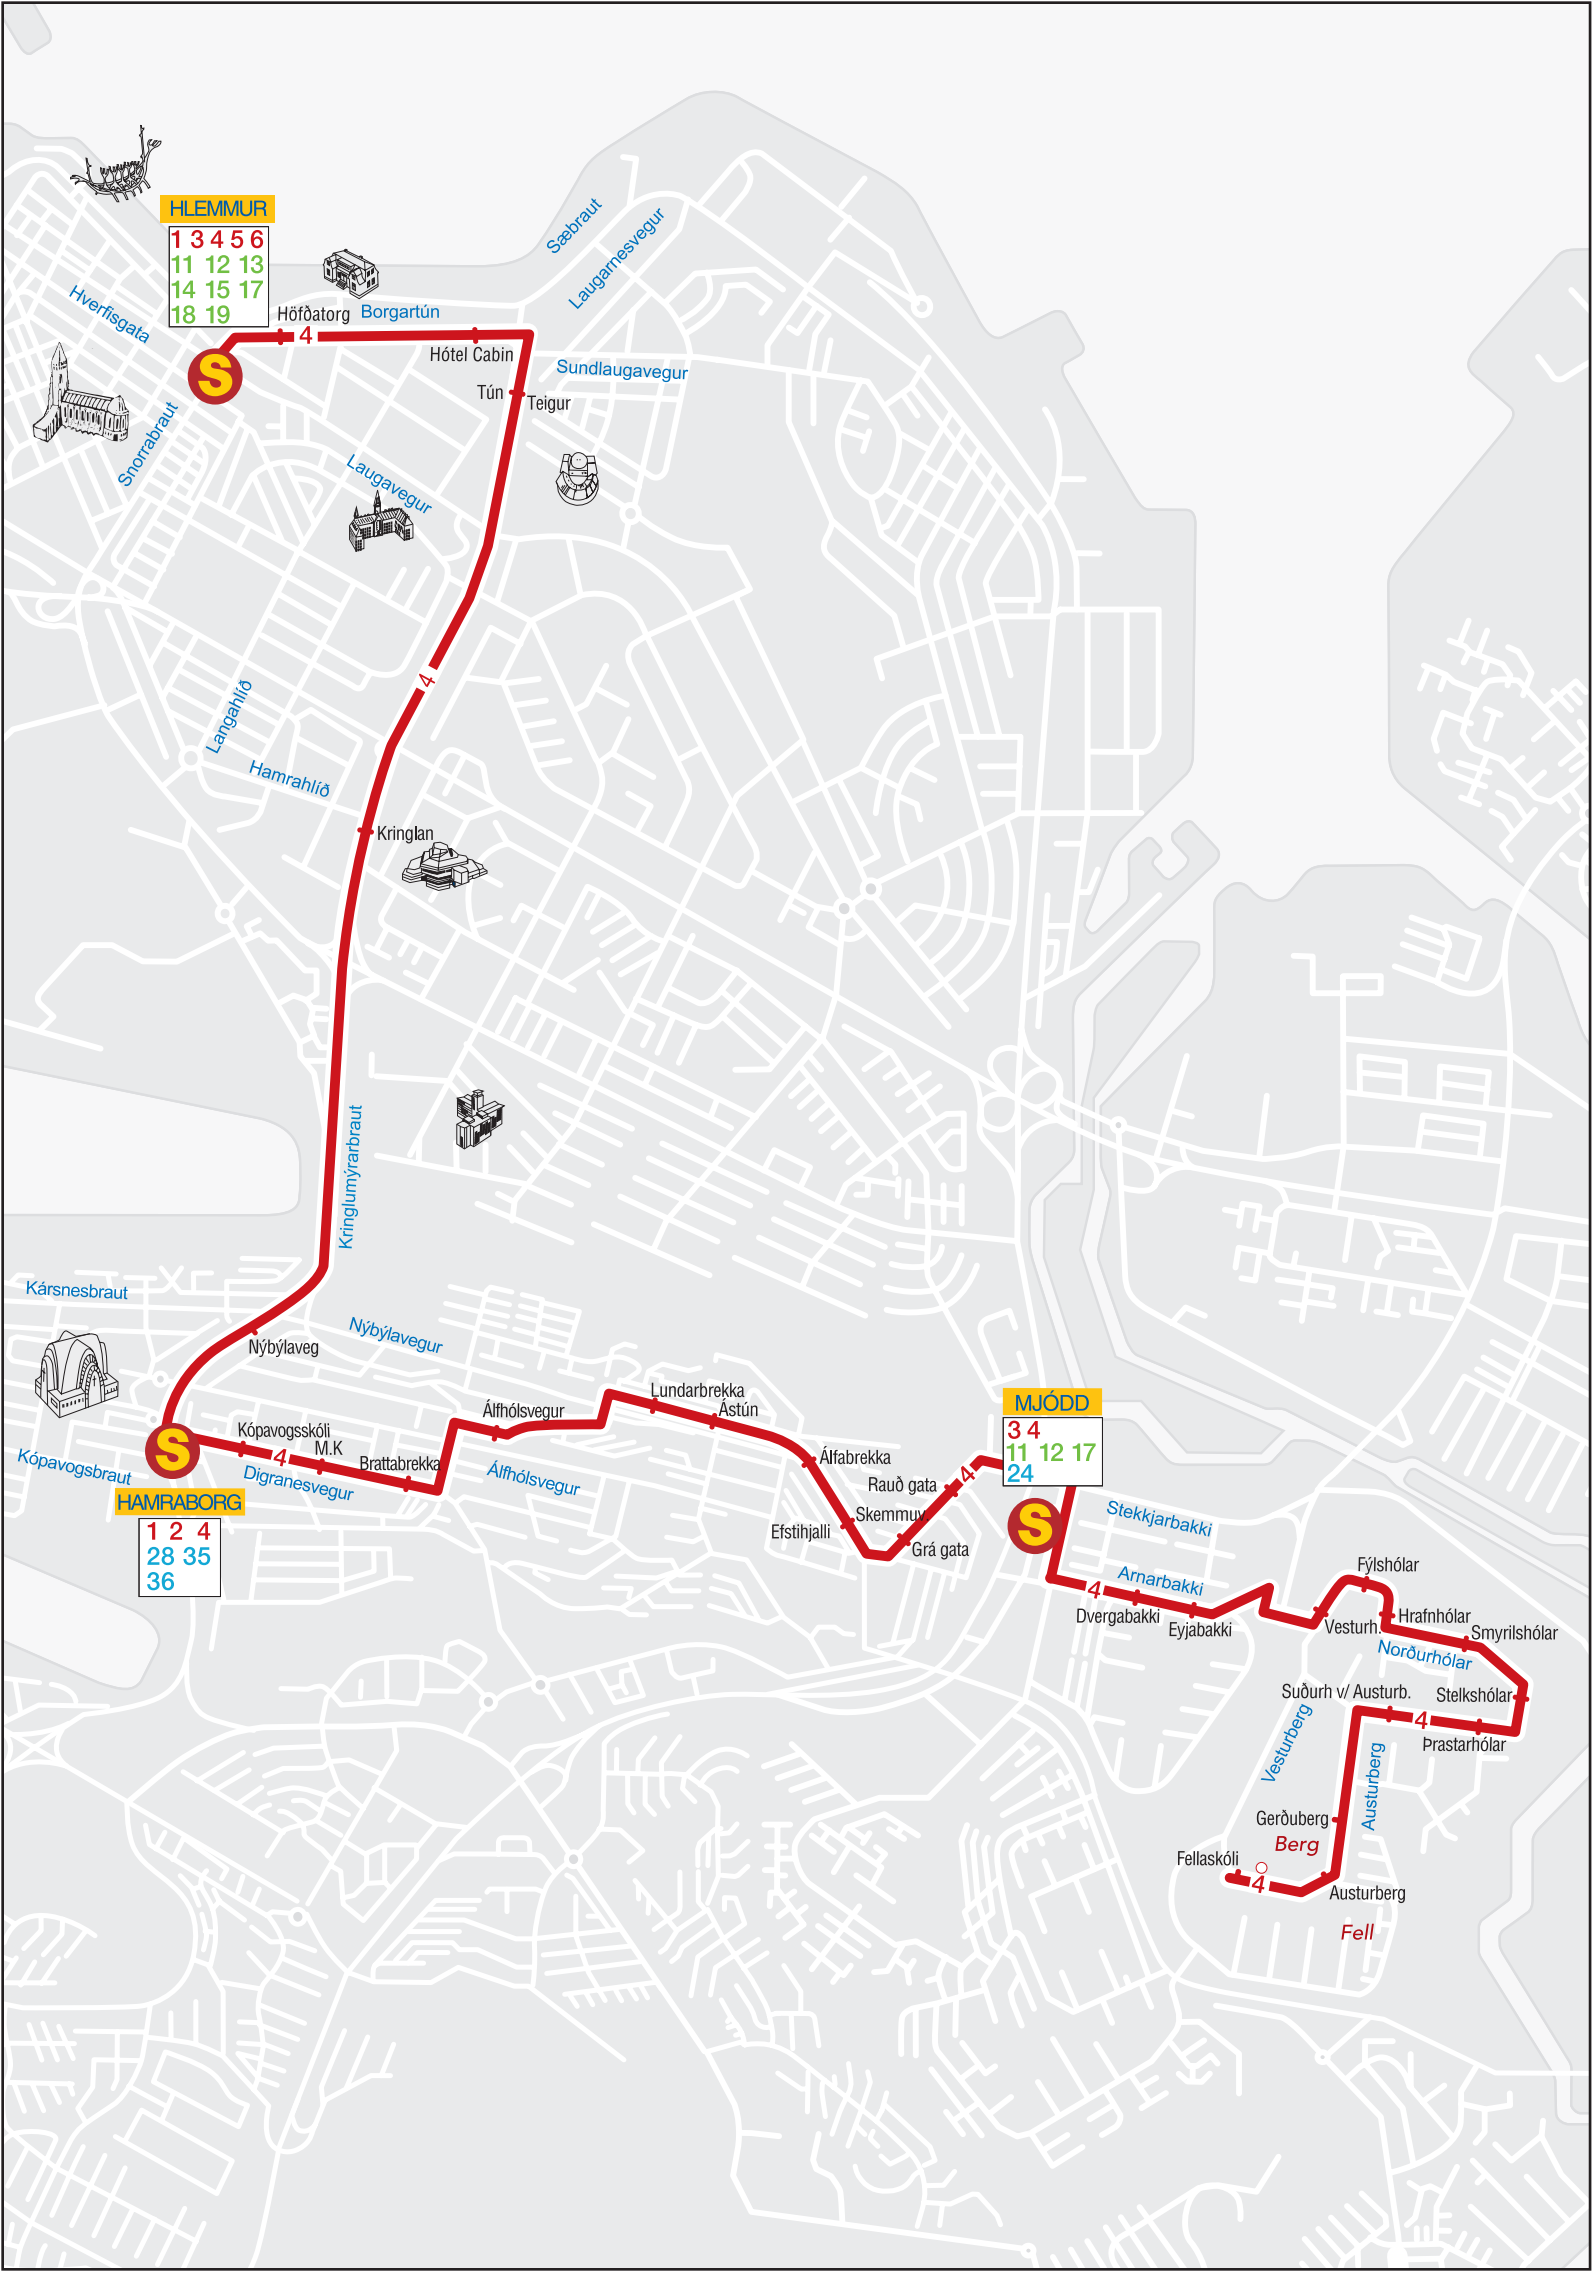 HLEMMUR
1 3 4 5 6
11 12 13
14 15 17
18 19
Sæbraut
Laugarnesvegur
Hverfisgata
Höfðatorg
Borgartún
4
Hótel Cabin
S
Sundlaugavegur
Tún
Teigur
Snorrabraut
Laugavegur
4
Langahlíð
Hamrahlíð
Kringlan
Kringlumýrarbraut
Kársnesbraut
Nýbýlavegur
Nýbýlaveg
Lundarbrekka
Ástún
Álfhólsvegur
MJÓDD
3 4
11 12 17
24
Kópavogsskóli
M.K
4
S
Brattabrekka
Álfabrekka
Kópavogsbraut
Digranesvegur
Álfhólsvegur
Rauð gata
4
HAMRABORG
1 2 4
28 35
36
Skemmuv.
Efstihjalli
Grá gata
S
Stekkjarbakki
Arnarbakki
4
Dvergabakki
Eyjabakki
Fýlshólar
Vesturh.
Hrafnhólar
Smyrilshólar
Norðurhólar
Suðurh v/ Austurb.
Stelkshólar
4
Þrastarhólar
Vesturberg
Austurberg
Gerðuberg
Berg
Fellaskóli
4
Austurberg
Fell